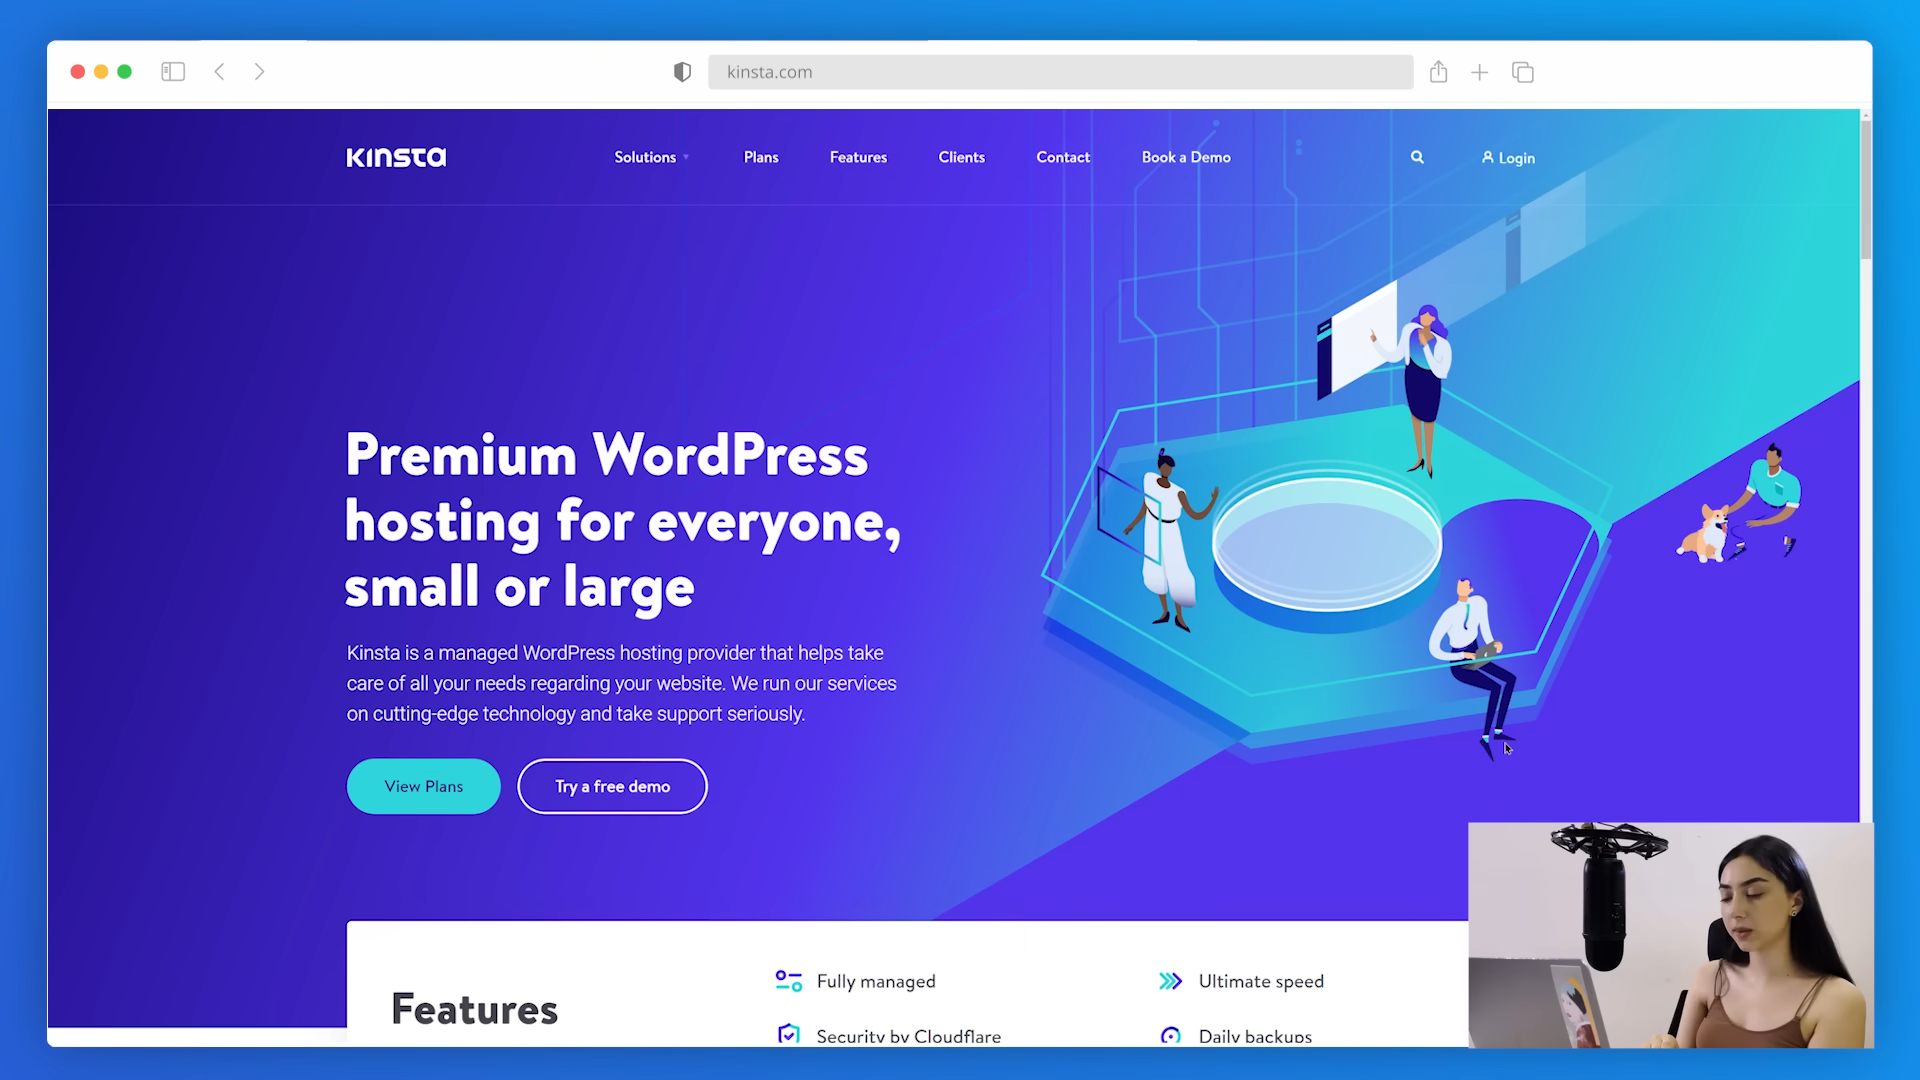 kinsta.com
KINSTA
Solutions
Plans
Features
Clients
Contact
Book a Demo
Login
Premium WordPress
hosting for everyone,
small or large
Kinsta is a managed WordPress hosting provider that helps take
care of all your needs regarding your website. We run our services
on cutting-edge technology and take support seriously.
View Plans
Try a free demo
Features
Fully managed
Ultimate speed
Security by Cloudflare
Daily backups